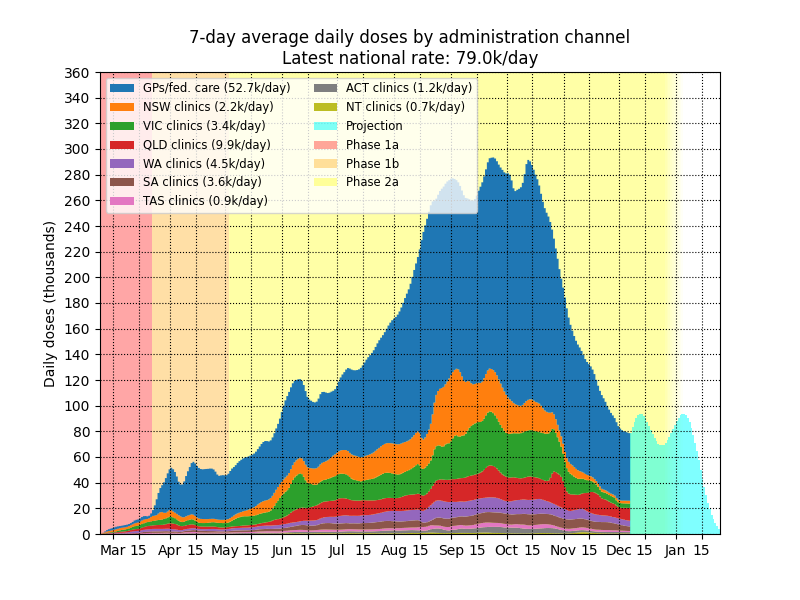 7-day average daily doses by administration channel
Latest national rate: 79.0k/day
Daily doses (thousands)
360
340
320
300
280
260
240
220
200
180
160
140
120
100
80
60
40
20
0
GPs/fed. care (52.7k/day)
NSW clinics (2.2k/day)
VIC clinics (3.4k/day)
QLD clinics (9.9k/day)
WA clinics (4.5k/day)
SA clinics (3.6k/day)
TAS clinics (0.9k/day)
ACT clinics (1.2k/day)
NT clinics (0.7k/day)
Projection
Phase 1a
Phase 1b
Phase 2a
Mar 15 Apr 15 May 15 Jun 15 Jul 15 Aug 15 Sep 15 Oct 15 Nov 15 Dec 15 Jan 15